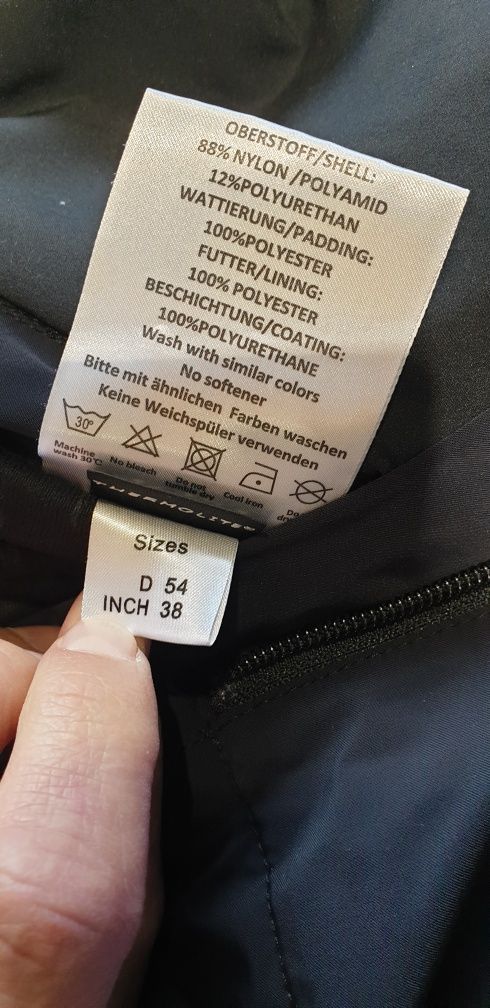 OBERSTOFF/SHELL:
88% NYLON /POLYAMID
12%POLYURETHAN
WATTIERUNG/PADDING:
100%POLYESTER
FUTTER/LINING:
100% POLYESTER
BESCHICHTUNG/COATING:
100%POLYURETHANE
Wash with similar colors
No softener
Bitte mit ähnlichen Farben waschen
Keine Weichspüler verwenden
30°
Machine
wash 30°C
No bleach
Do not
tumble dry
Cool iron
Do
THERMOLITE®
Sizes
D 54
INCH 38